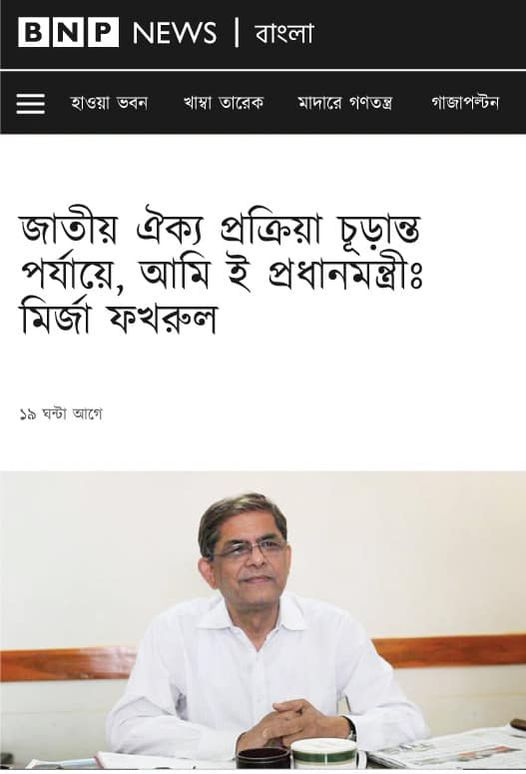 BNP NEWS | বাংলা
হাওয়া ভবন খাম্বা তারেক মাদারে গণতন্ত্র গাজাপল্টন
জাতীয় ঐক্য প্রক্রিয়া চূড়ান্ত
পর্যায়ে, আমি ই প্রধানমন্ত্রীঃ
মির্জা ফখরুল
১৯ ঘন্টা আগে